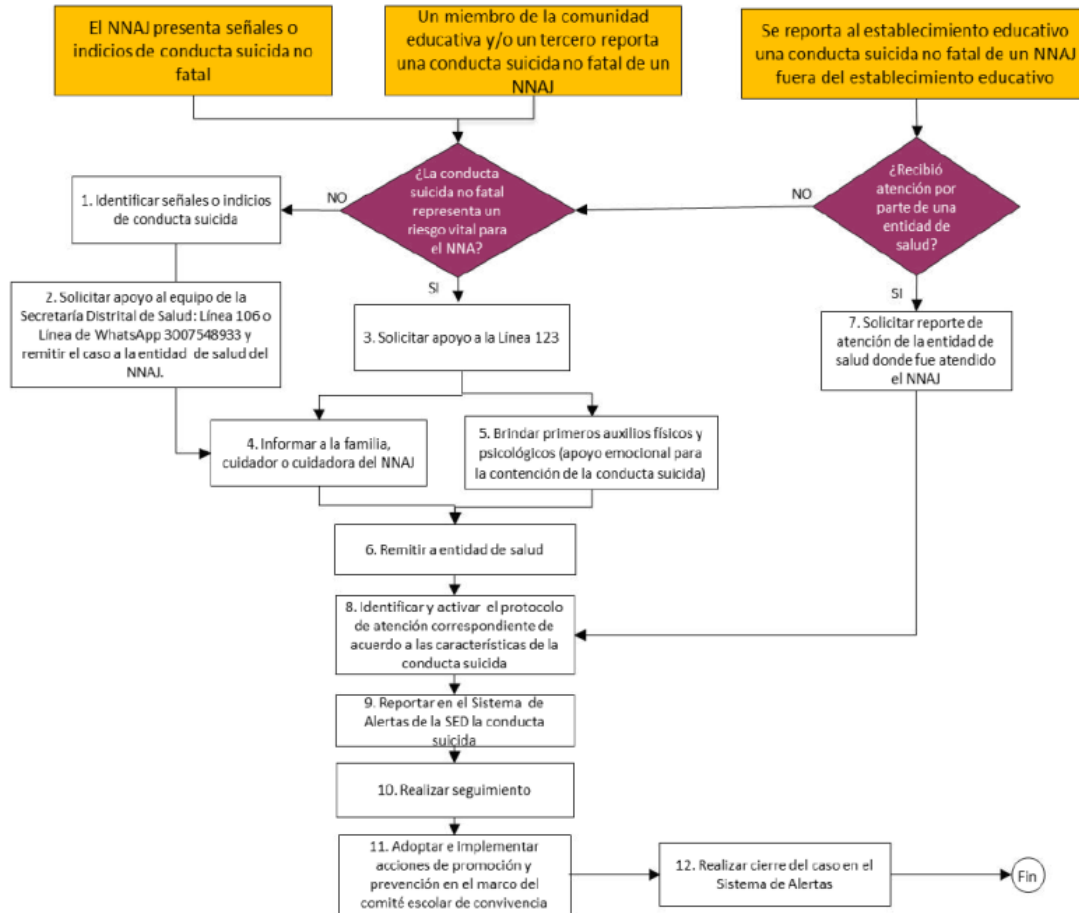 El NNAJ presenta señales o
indicios de conducta suicida no
fatal
Un miembro de la comunidad
educativa y/o un tercero reporta
una conducta suicida no fatal de un
NNAJ
Se reporta al establecimiento educativo
una conducta suicida no fatal de un NNAJ
fuera del establecimiento educativo
¿La conducta
suicida no fatal
representa un
riesgo vital para
el NNA?
¿Recibió
atención por
parte de una
entidad de
salud?
NO
NO
1. Identificar señales o indicios
de conducta suicida
SI
SI
2. Solicitar apoyo al equipo de la
Secretaría Distrital de Salud: Línea 106 o
Línea de WhatsApp 3007548933 y
remitir el caso a la entidad de salud del
NNAJ.
3. Solicitar apoyo a la Línea 123
7. Solicitar reporte de
atención de la entidad de
salud donde fue atendido
el NNAJ
4. Informar a la familia,
cuidador o cuidadora del NNAJ
5. Brindar primeros auxilios físicos y
psicológicos (apoyo emocional para
la contención de la conducta suicida)
6. Remitir a entidad de salud
8. Identificar y activar el protocolo
de atención correspondiente de
acuerdo a las características de la
conducta suicida
9. Reportar en el Sistema de
Alertas de la SED la conducta
suicida
10. Realizar seguimiento
11. Adoptar e implementar
acciones de promoción y
prevención en el marco del
comité escolar de convivencia
12. Realizar cierre del caso en el
Sistema de Alertas
Fin